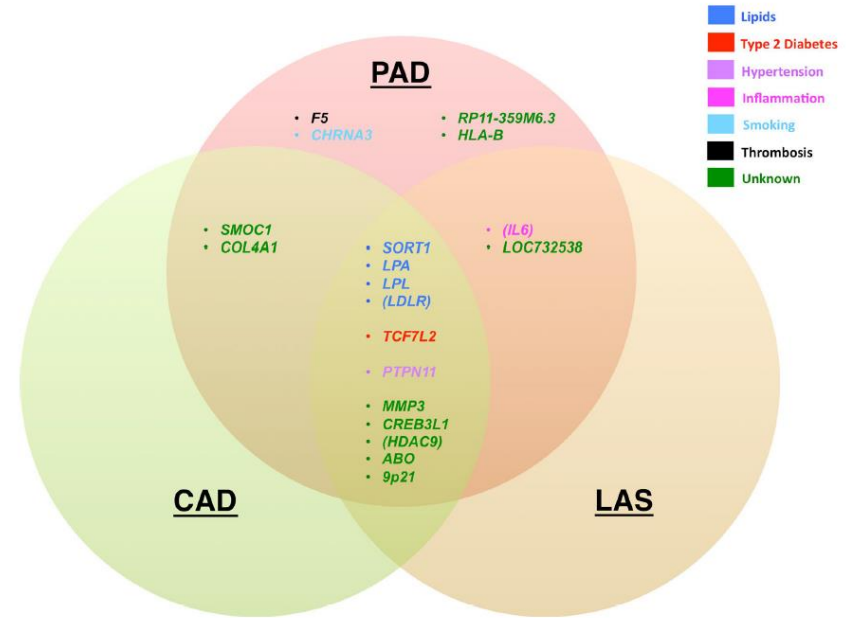 Lipids
Type 2 Diabetes
Hypertension
Inflammation
Smoking
Thrombosis
Unknown
PAD
• F5
• CHRNA3
• RP11-359M6.3
• HLA-B
• SMOC1
• COL4A1
• SORT1
• LPA
• LPL
• (LDLR)
• TCF7L2
• PTPN11
• MMP3
• CREB3L1
• (HDAC9)
• ABO
• 9p21
• (IL6)
• LOC732538
CAD
LAS